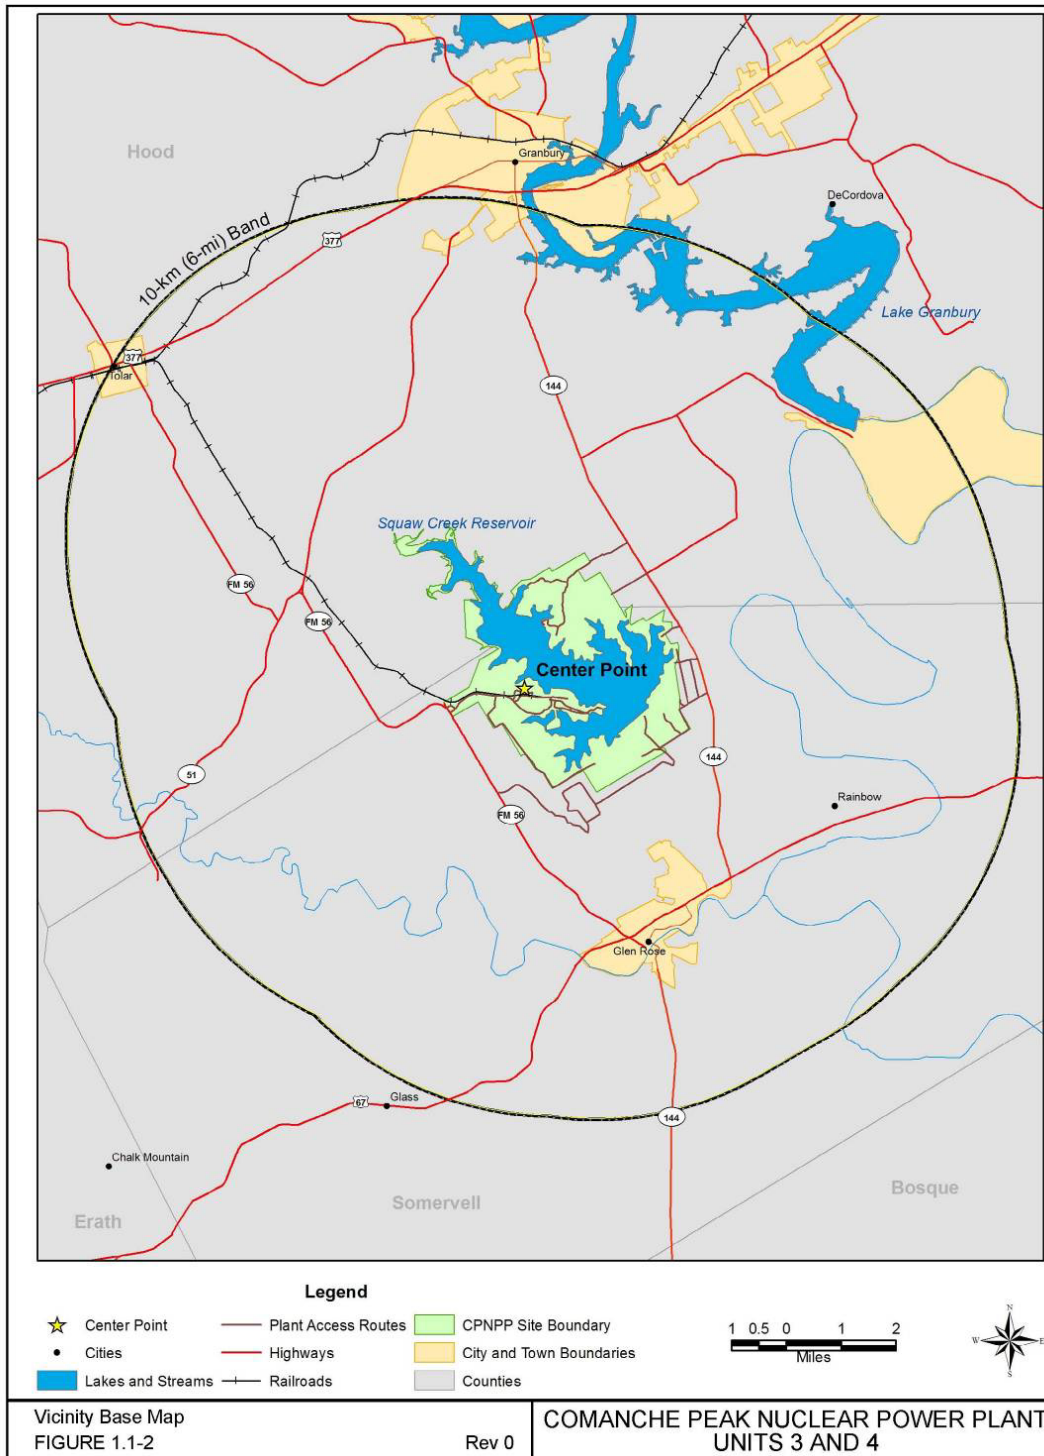 Hood
Granbury
DeCordova
10-km (6-mi) Band
377
Lake Granbury
377
Tolar
144
Squaw Creek Reservoir
FM 56
FM 56
Center Point
144
51
Rainbow
FM 56
Glen Rose
67
Glass
144
Chalk Mountain
Bosque
Somervell
Erath
Legend
Center Point
Plant Access Routes
CPNPP Site Boundary
Cities
Highways
City and Town Boundaries
Lakes and Streams
Railroads
Counties
1 0.5 0 1 2
Miles
N
W E
S
Vicinity Base Map
FIGURE 1.1-2
Rev 0
COMANCHE PEAK NUCLEAR POWER PLANT
UNITS 3 AND 4